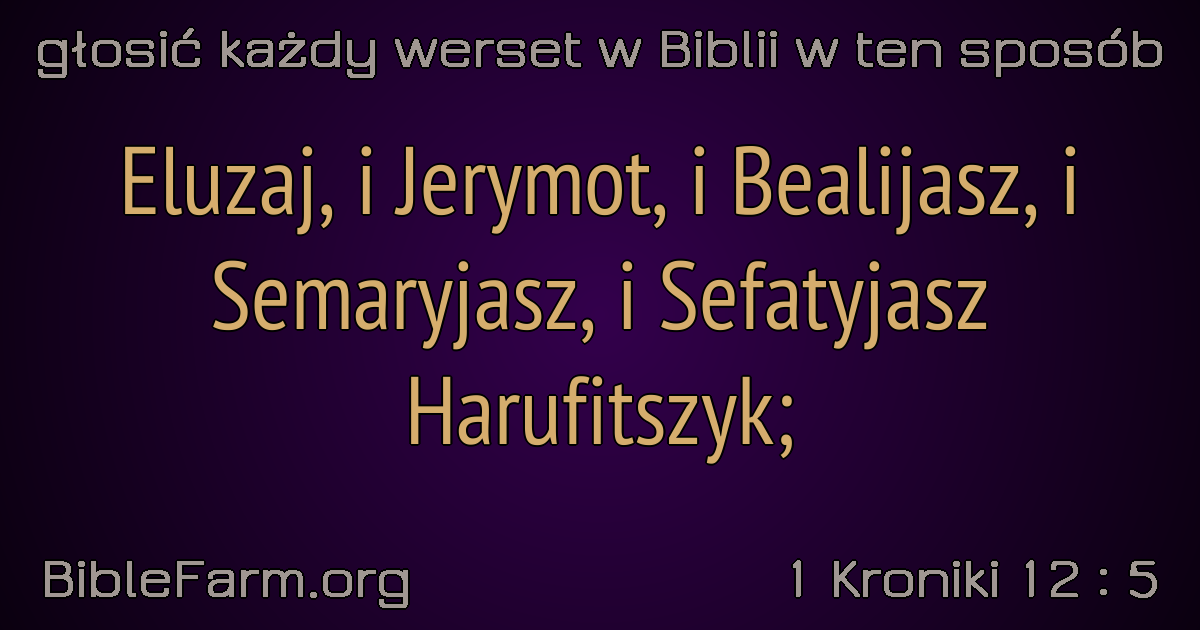 głosić każdy werset w Biblii w ten sposób
Eluzaj, i Jerymot, i Bealijasz, i
Semaryjasz, i Sefatyjasz
Harufitszyk;
BibleFarm.org
1 Kroniki 12 : 5